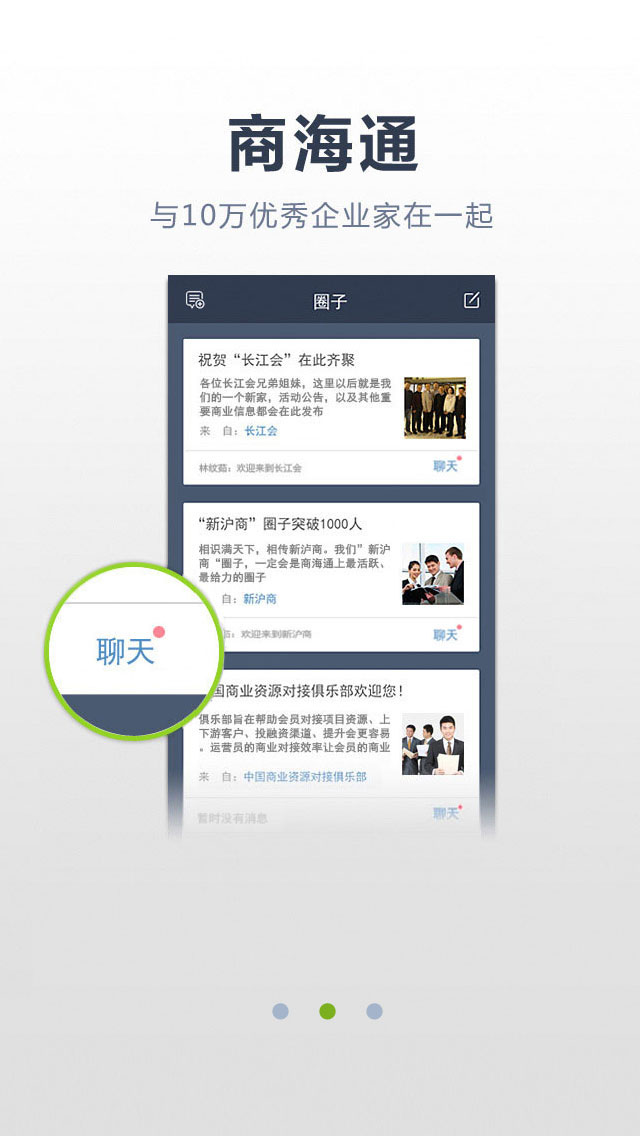 商海通
与10万优秀企业家在一起
圈子
祝贺“长江会”在此齐聚
各位长江会兄弟姐妹，这里以后就是我
们的一个新家，活动公告，以及其他重
要商业信息都会在此发布
来 自：长江会
林纹茹：欢迎来到长江会
聊天
“新沪商”圈子突破1000人
相识满天下，相传新沪商。我们”新沪
商“圈子，一定会是商海通上最活跃、
最给力的圈子
自：新沪商
茹：欢迎来到新沪商
聊天
聊天
国商业资源对接俱乐部欢迎您！
俱乐部旨在帮助会员对接项目资源、上
下游客户、投融资渠道、提升会更容易
。运营员的商业对接效率让会员的商业
来 自：中国商业资源对接俱乐部
暂时没有消息
聊天